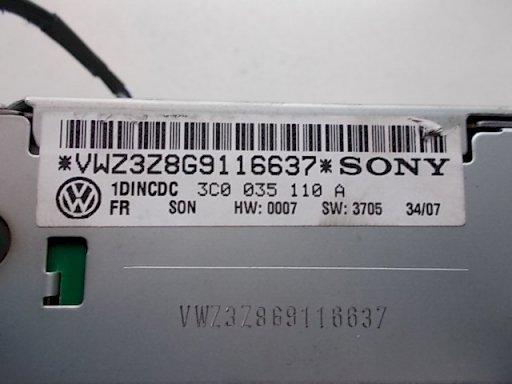 *VWZ3Z8G9116637* SONY
1DINCDC 3C0 035 110 A
FR SON HW: 0007 SW: 3705 34/07
VWZ3Z8G9116637